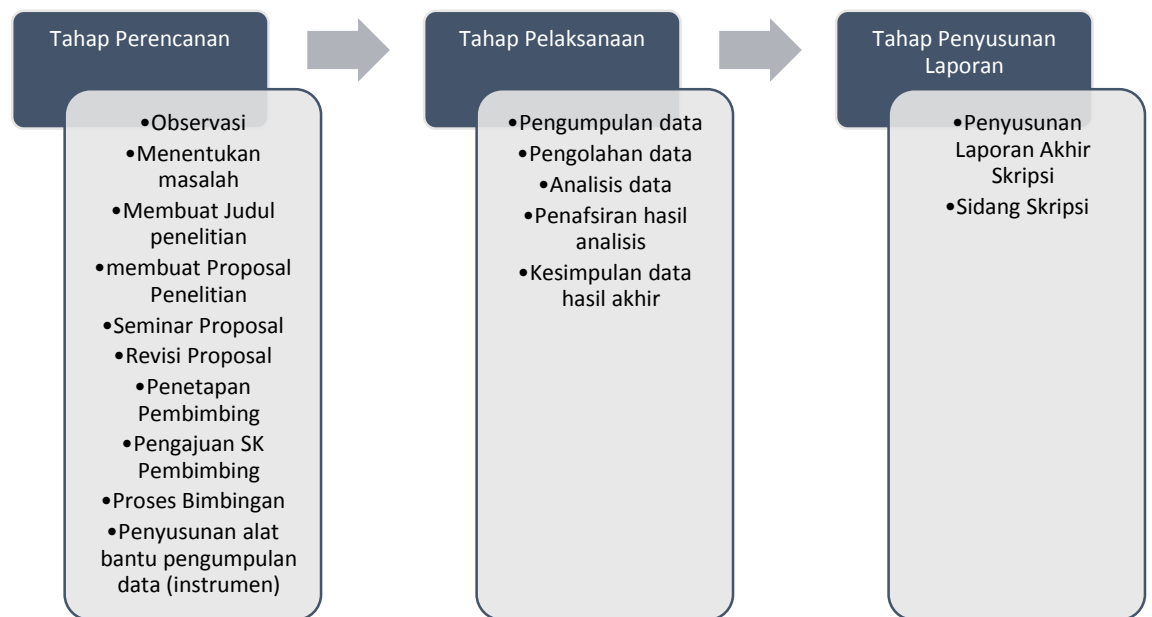 Tahap Perencanan
•Observasi
•Menentukan
masalah
•Membuat Judul
penelitian
•membuat Proposal
Penelitian
•Seminar Proposal
•Revisi Proposal
•Penetapan
Pembimbing
•Pengajuan SK
Pembimbing
•Proses Bimbingan
•Penyusunan alat
bantu pengumpulan
data (instrumen)
Tahap Pelaksanaan
•Pengumpulan data
•Pengolahan data
•Analisis data
•Penafsiran hasil
analisis
•Kesimpulan data
hasil akhir
Tahap Penyusunan
Laporan
•Penyusunan
Laporan Akhir
Skripsi
•Sidang Skripsi